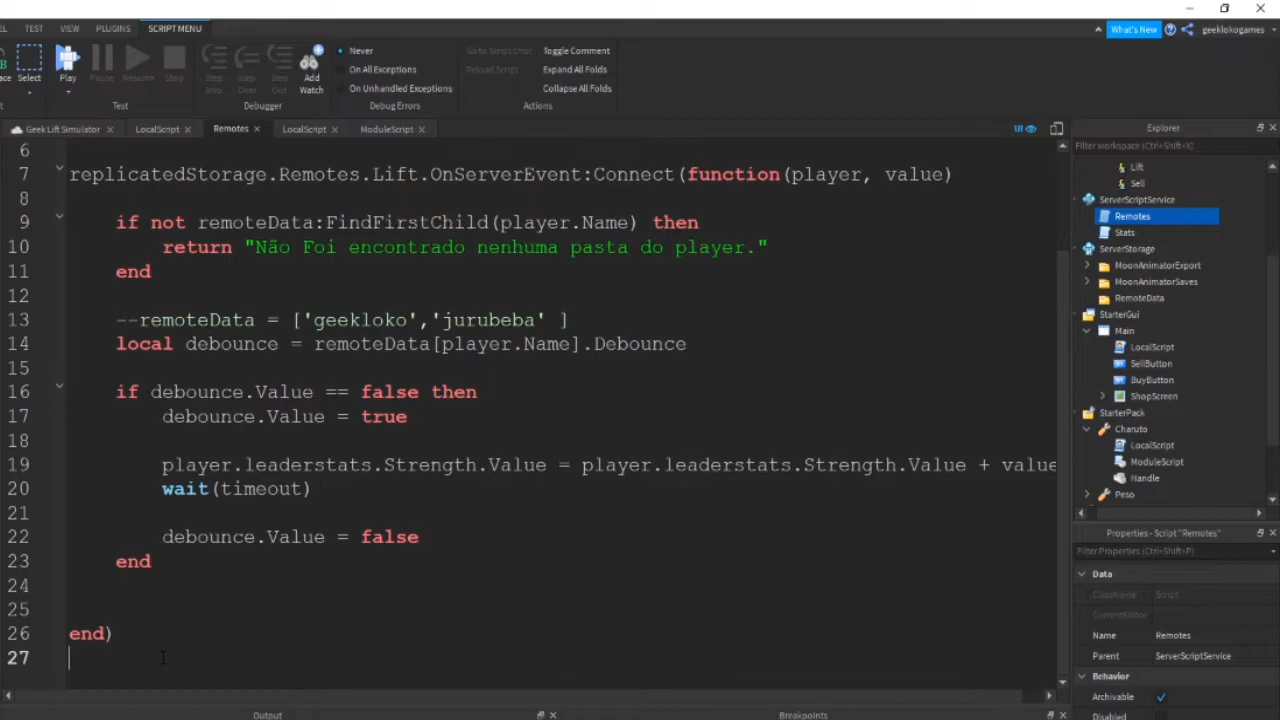 TEST VIEW PLUGINS SCRIPT MENU
What's New geeklokogames
Select Play Pause Resume Stop Step Into Step Over Step Out Add Watch
Never
On All Exceptions
On Unhandled Exceptions
Go to Script Error Toggle Comment
Reload Script Expand All Folds
Collapse All Folds
Test Debugger Debug Errors Actions
Geek Lift Simulator LocalScript Remotes LocalScript ModuleScript UI
6
7 replicatedStorage.Remotes.Lift.OnServerEvent:Connect(function(player, value)
8
9 if not remoteData:FindFirstChild(player.Name) then
10 return "Não Foi encontrado nenhuma pasta do player."
11 end
12
13 --remoteData = ['geekloko','jurubeba' ]
14 local debounce = remoteData[player.Name].Debounce
15
16 if debounce.Value == false then
17 debounce.Value = true
18
19 player.leaderstats.Strength.Value = player.leaderstats.Strength.Value + value
20 wait(timeout)
21
22 debounce.Value = false
23 end
24
25
26 end)
27
Output Breakpoints
Explorer
Filter workspace (Ctrl+Shift+X)
Lift
Sell
ServerScriptService
Remotes
Stats
ServerStorage
MoonAnimatorExport
MoonAnimatorSaves
RemoteData
StarterGui
Main
LocalScript
SellButton
BuyButton
ShopScreen
StarterPack
Charuto
LocalScript
ModuleScript
Handle
Peso
Properties - Script "Remotes"
Filter Properties (Ctrl+Shift+P)
Data
ClassName Script
CurrentEditor
Name Remotes
Parent ServerScriptService
Behavior
Archivable
Disabled